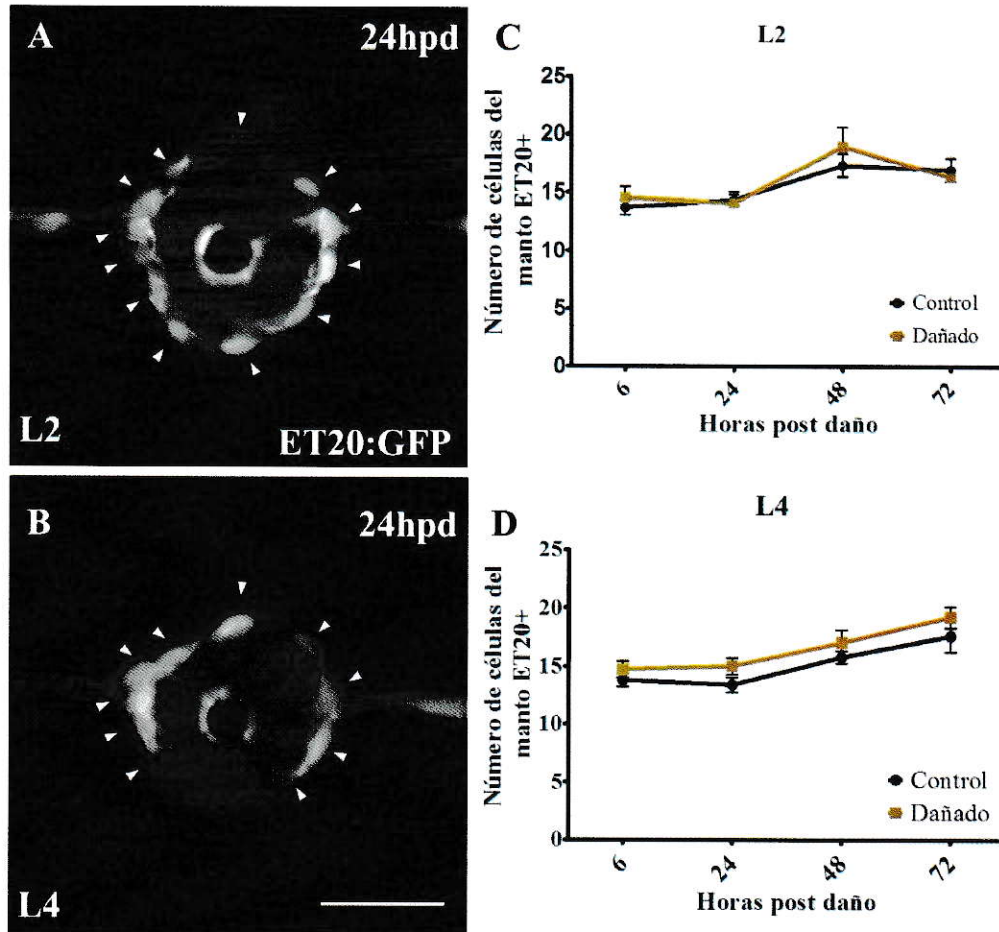 A
24hpd
L2
ET20:GFP
B
24hpd
L4
C
L2
Número de células del
manto ET20+
25
20
15
10
5
0
Control
Dañado
6
24
48
72
Horas post daño
D
L4
Número de células del
manto ET20+
25
20
15
10
5
0
Control
Dañado
6
24
48
72
Horas post daño